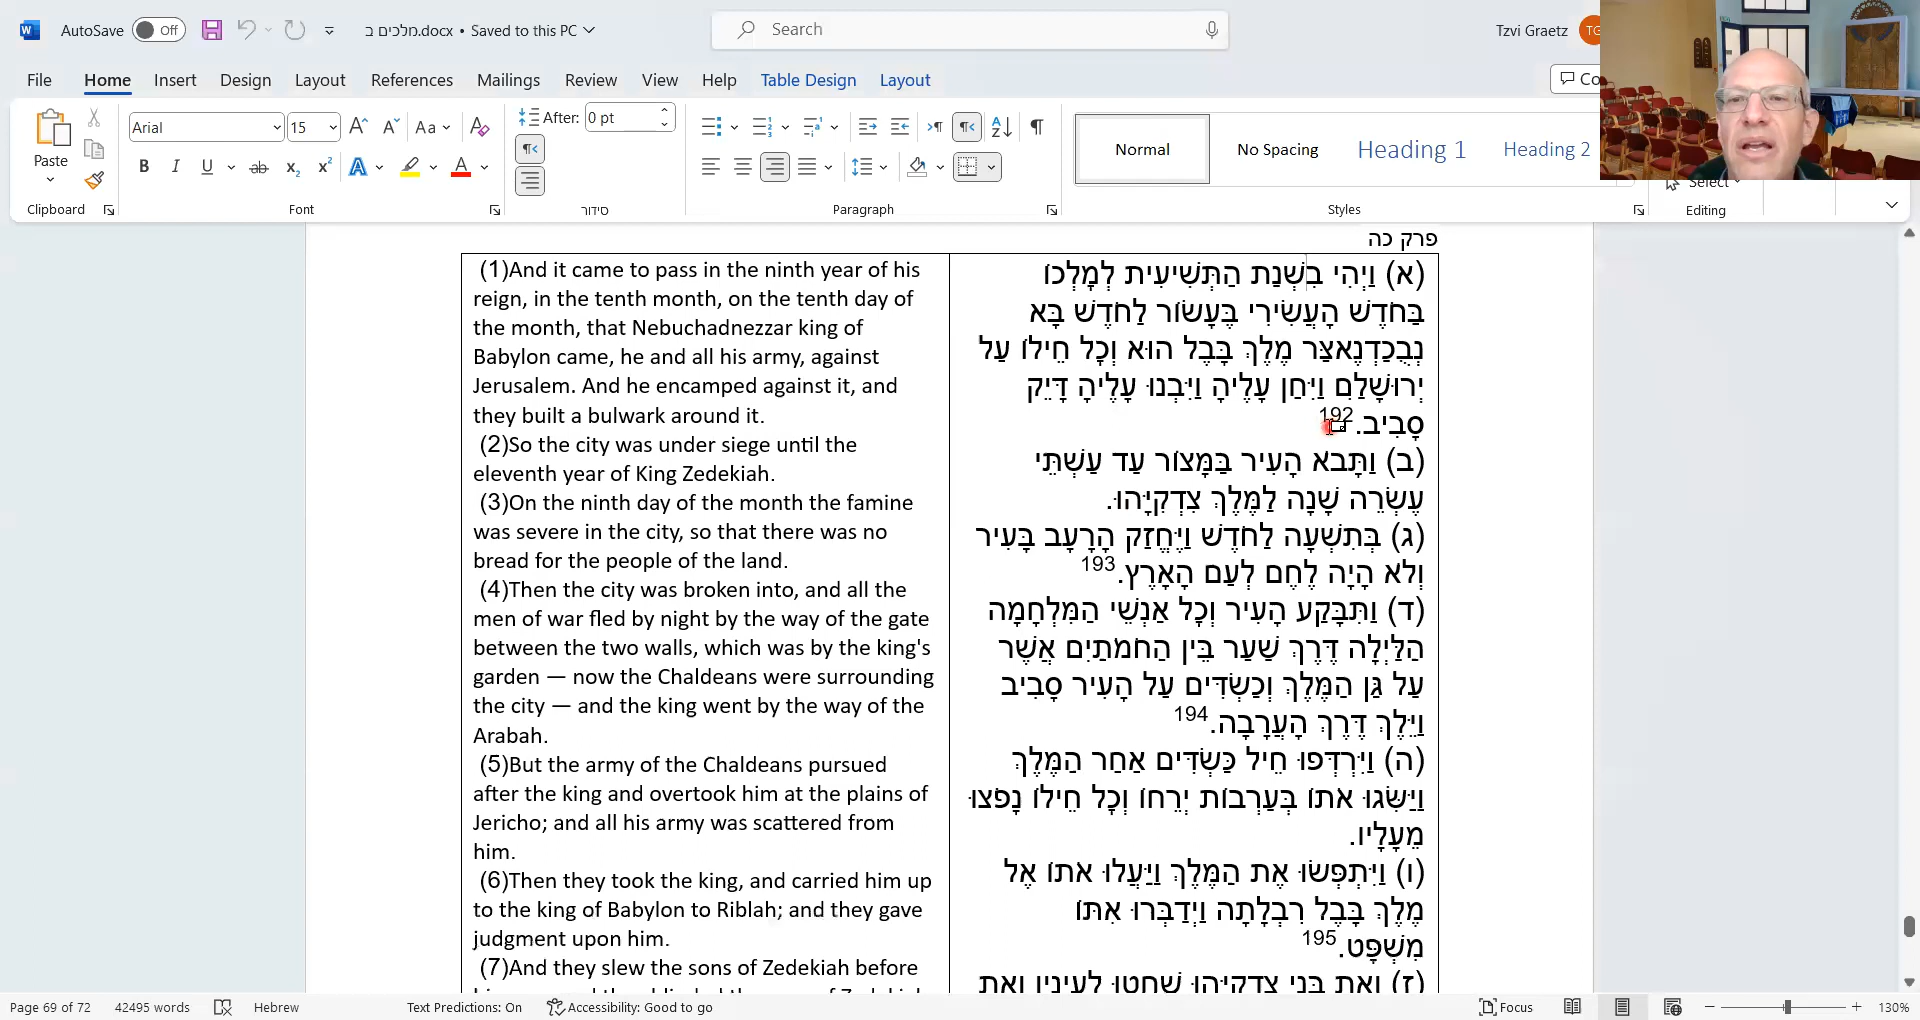 AutoSave Off מלכים ב.docx • Saved to this PC Search Tzvi Graetz TG
File Home Insert Design Layout References Mailings Review View Help Table Design Layout
Arial 15 After: 0 pt
Paste
Normal No Spacing Heading 1 Heading 2
Select
Clipboard Font סידור Paragraph Styles Editing
פרק כה
(1)And it came to pass in the ninth year of his
reign, in the tenth month, on the tenth day of
the month, that Nebuchadnezzar king of
Babylon came, he and all his army, against
Jerusalem. And he encamped against it, and
they built a bulwark around it.
(2)So the city was under siege until the
eleventh year of King Zedekiah.
(3)On the ninth day of the month the famine
was severe in the city, so that there was no
bread for the people of the land.
(4)Then the city was broken into, and all the
men of war fled by night by the way of the gate
between the two walls, which was by the king's
garden — now the Chaldeans were surrounding
the city — and the king went by the way of the
Arabah.
(5)But the army of the Chaldeans pursued
after the king and overtook him at the plains of
Jericho; and all his army was scattered from
him.
(6)Then they took the king, and carried him up
to the king of Babylon to Riblah; and they gave
judgment upon him.
(7)And they slew the sons of Zedekiah before
(א) וַיְהִי בִשְׁנַת הַתְּשִׁיעִית לְמָלְכוֹ
בַּחֹדֶשׁ הָעֲשִׂירִי בֶּעָשׂוֹר לַחֹדֶשׁ בָּא
נְבֻכַדְנֶאצַּר מֶלֶךְ בָּבֶל הוּא וְכָל חֵילוֹ עַל
יְרוּשָׁלִַם וַיִּחַן עָלֶיהָ וַיִּבְנוּ עָלֶיהָ דָּיֵק
סָבִיב.192
(ב) וַתָּבֹא הָעִיר בַּמָּצוֹר עַד עַשְׁתֵּי
עֶשְׂרֵה שָׁנָה לַמֶּלֶךְ צִדְקִיָּהוּ.
(ג) בְּתִשְׁעָה לַחֹדֶשׁ וַיֶּחֱזַק הָרָעָב בָּעִיר
וְלֹא הָיָה לֶחֶם לְעַם הָאָרֶץ.193
(ד) וַתִּבָּקַע הָעִיר וְכָל אַנְשֵׁי הַמִּלְחָמָה
הַלַּיְלָה דֶּרֶךְ שַׁעַר בֵּין הַחֹמֹתַיִם אֲשֶׁר
עַל גַּן הַמֶּלֶךְ וְכַשְׂדִּים עַל הָעִיר סָבִיב
וַיֵּלֶךְ דֶּרֶךְ הָעֲרָבָה.194
(ה) וַיִּרְדְּפוּ חֵיל כַּשְׂדִּים אַחַר הַמֶּלֶךְ
וַיַּשִּׂגוּ אֹתוֹ בְּעַרְבוֹת יְרֵחוֹ וְכָל חֵילוֹ נָפֹצוּ
מֵעָלָיו.
(ו) וַיִּתְפְּשׂוּ אֶת הַמֶּלֶךְ וַיַּעֲלוּ אֹתוֹ אֶל
מֶלֶךְ בָּבֶל רִבְלָתָה וַיְדַבְּרוּ אִתּוֹ
מִשְׁפָּט.195
(ז) וְאֶת בְּנֵי צִדְקִיָּהוּ שָׁחֲטוּ לְעֵינָיו וְאֶת
Page 69 of 72 42495 words Hebrew Text Predictions: On Accessibility: Good to go Focus 130%